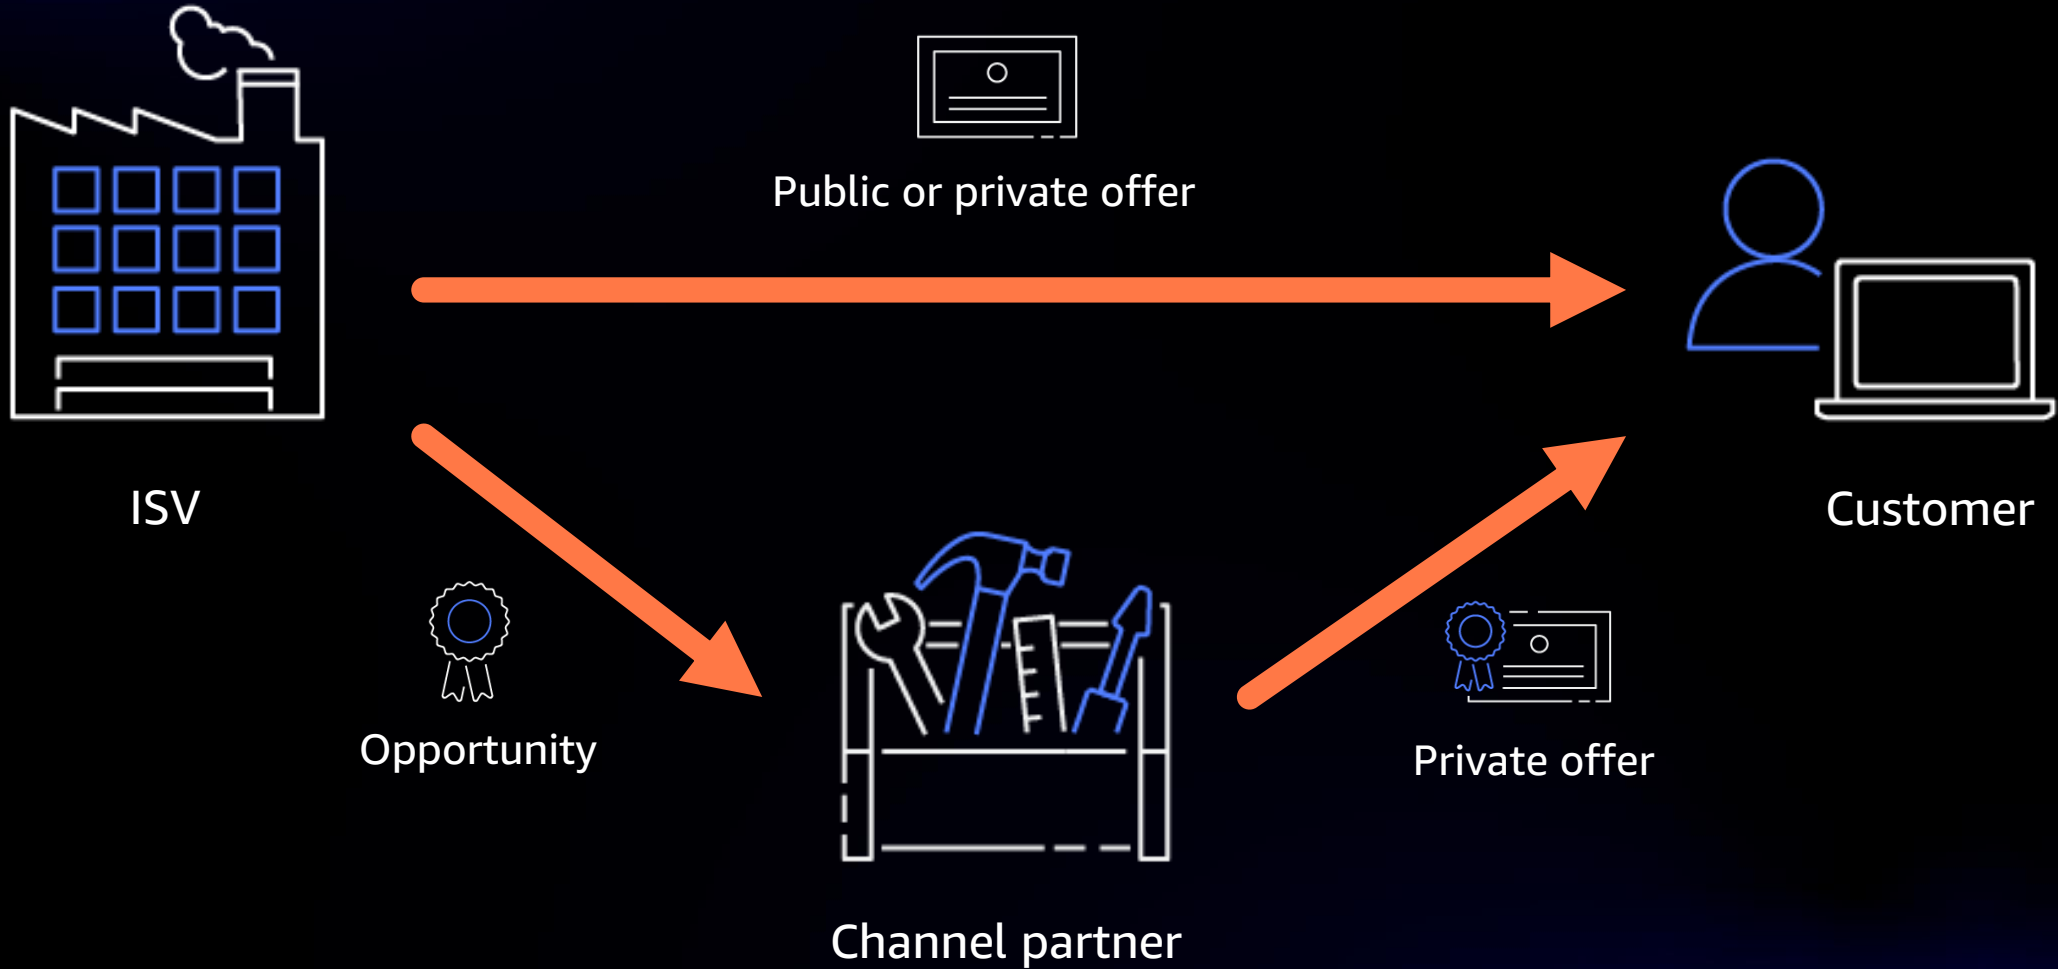 Public or private offer
ISV
Customer
Opportunity
Private offer
Channel partner